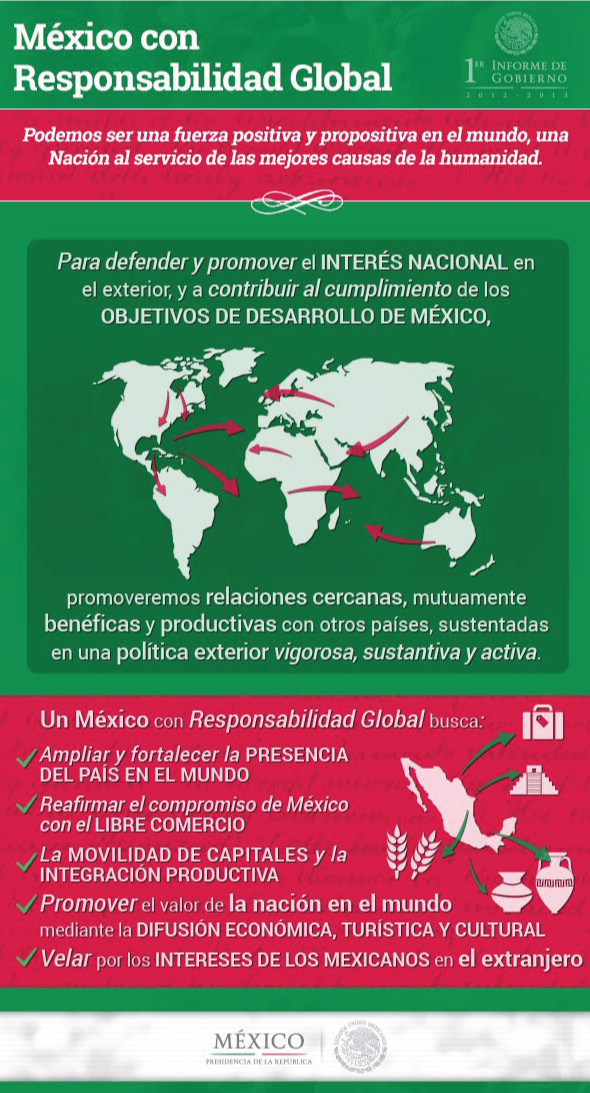 México con
Responsabilidad Global
1ER INFORME DE
GOBIERNO
2012-2013
Podemos ser una fuerza positiva y propositiva en el mundo, una
Nación al servicio de las mejores causas de la humanidad.
Para defender y promover el INTERÉS NACIONAL en
el exterior, y a contribuir al cumplimiento de los
OBJETIVOS DE DESARROLLO DE MÉXICO,
promoveremos relaciones cercanas, mutuamente
benéficas y productivas con otros países, sustentadas
en una política exterior vigorosa, sustantiva y activa.
Un México con Responsabilidad Global busca:
Ampliar y fortalecer la PRESENCIA
DEL PAÍS EN EL MUNDO
Reafirmar el compromiso de México
con el LIBRE COMERCIO
La MOVILIDAD DE CAPITALES y la
INTEGRACIÓN PRODUCTIVA
Promover el valor de la nación en el mundo
mediante la DIFUSIÓN ECONÓMICA, TURÍSTICA Y CULTURAL
Velar por los INTERESES DE LOS MEXICANOS en el extranjero
MÉXICO
PRESIDENCIA DE LA REPÚBLICA